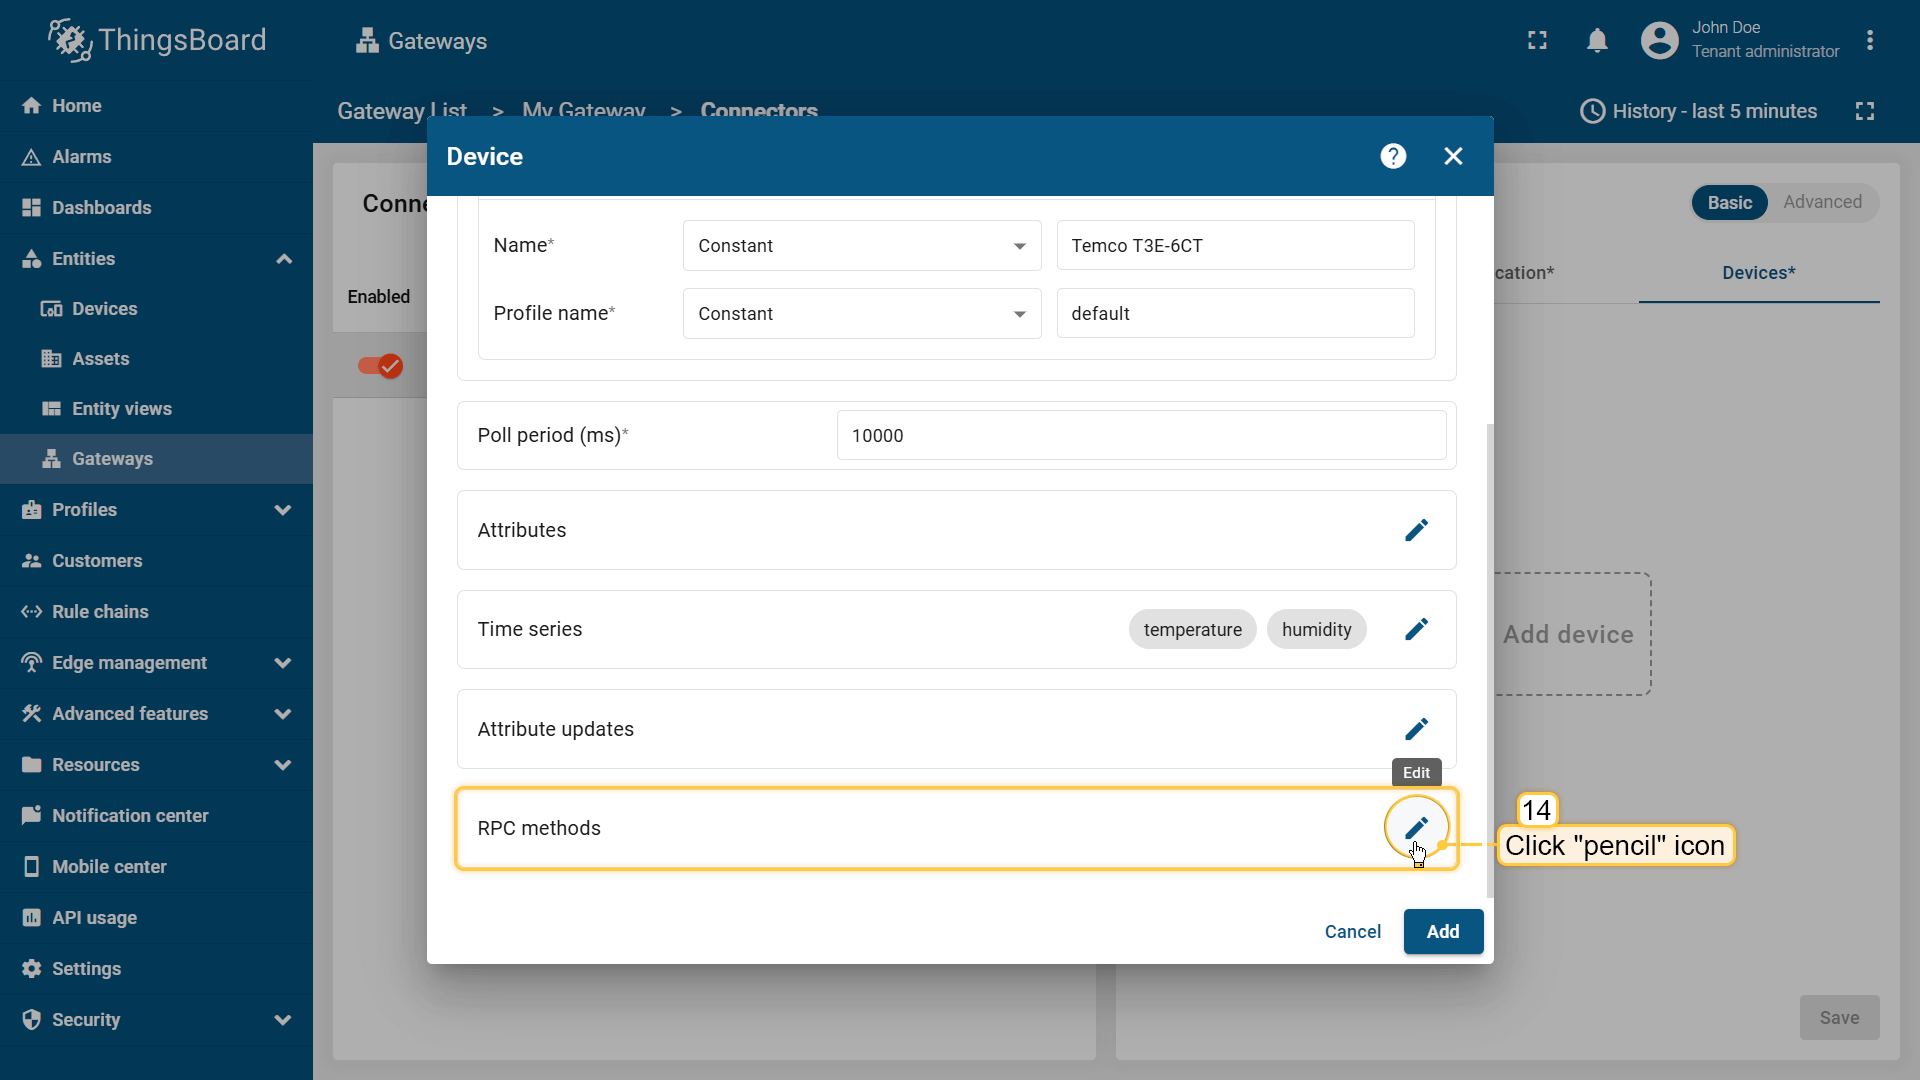 ThingsBoard
Gateways
John Doe
Tenant administrator
Home
Alarms
Dashboards
Entities
Devices
Assets
Entity views
Gateways
Profiles
Customers
Rule chains
Edge management
Advanced features
Resources
Notification center
Mobile center
API usage
Settings
Security
Gateway List > My Gateway > Connectors
History - last 5 minutes
Conne
Enabled
Basic Advanced
cation* Devices*
Add device
Save
Device
Name* Constant Temco T3E-6CT
Profile name* Constant default
Poll period (ms)* 10000
Attributes
Time series temperature humidity
Attribute updates
Edit
RPC methods
14
Click "pencil" icon
Cancel Add